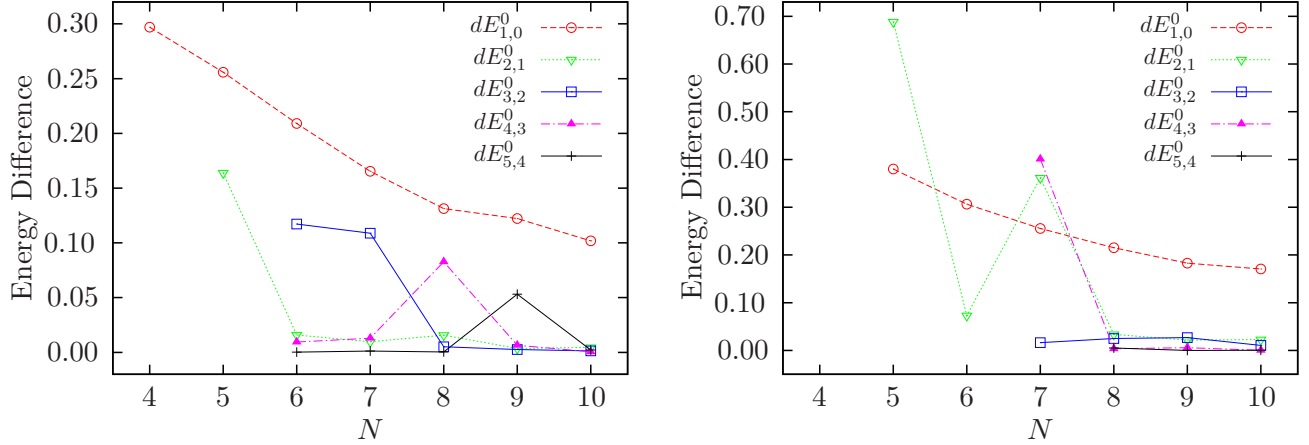 Energy Difference
0.30
0.25
0.20
0.15
0.10
0.05
0.00
4 5 6 7 8 9 10
N
dE^0_{1,0}
dE^0_{2,1}
dE^0_{3,2}
dE^0_{4,3}
dE^0_{5,4}
Energy Difference
0.70
0.60
0.50
0.40
0.30
0.20
0.10
0.00
4 5 6 7 8 9 10
N
dE^0_{1,0}
dE^0_{2,1}
dE^0_{3,2}
dE^0_{4,3}
dE^0_{5,4}